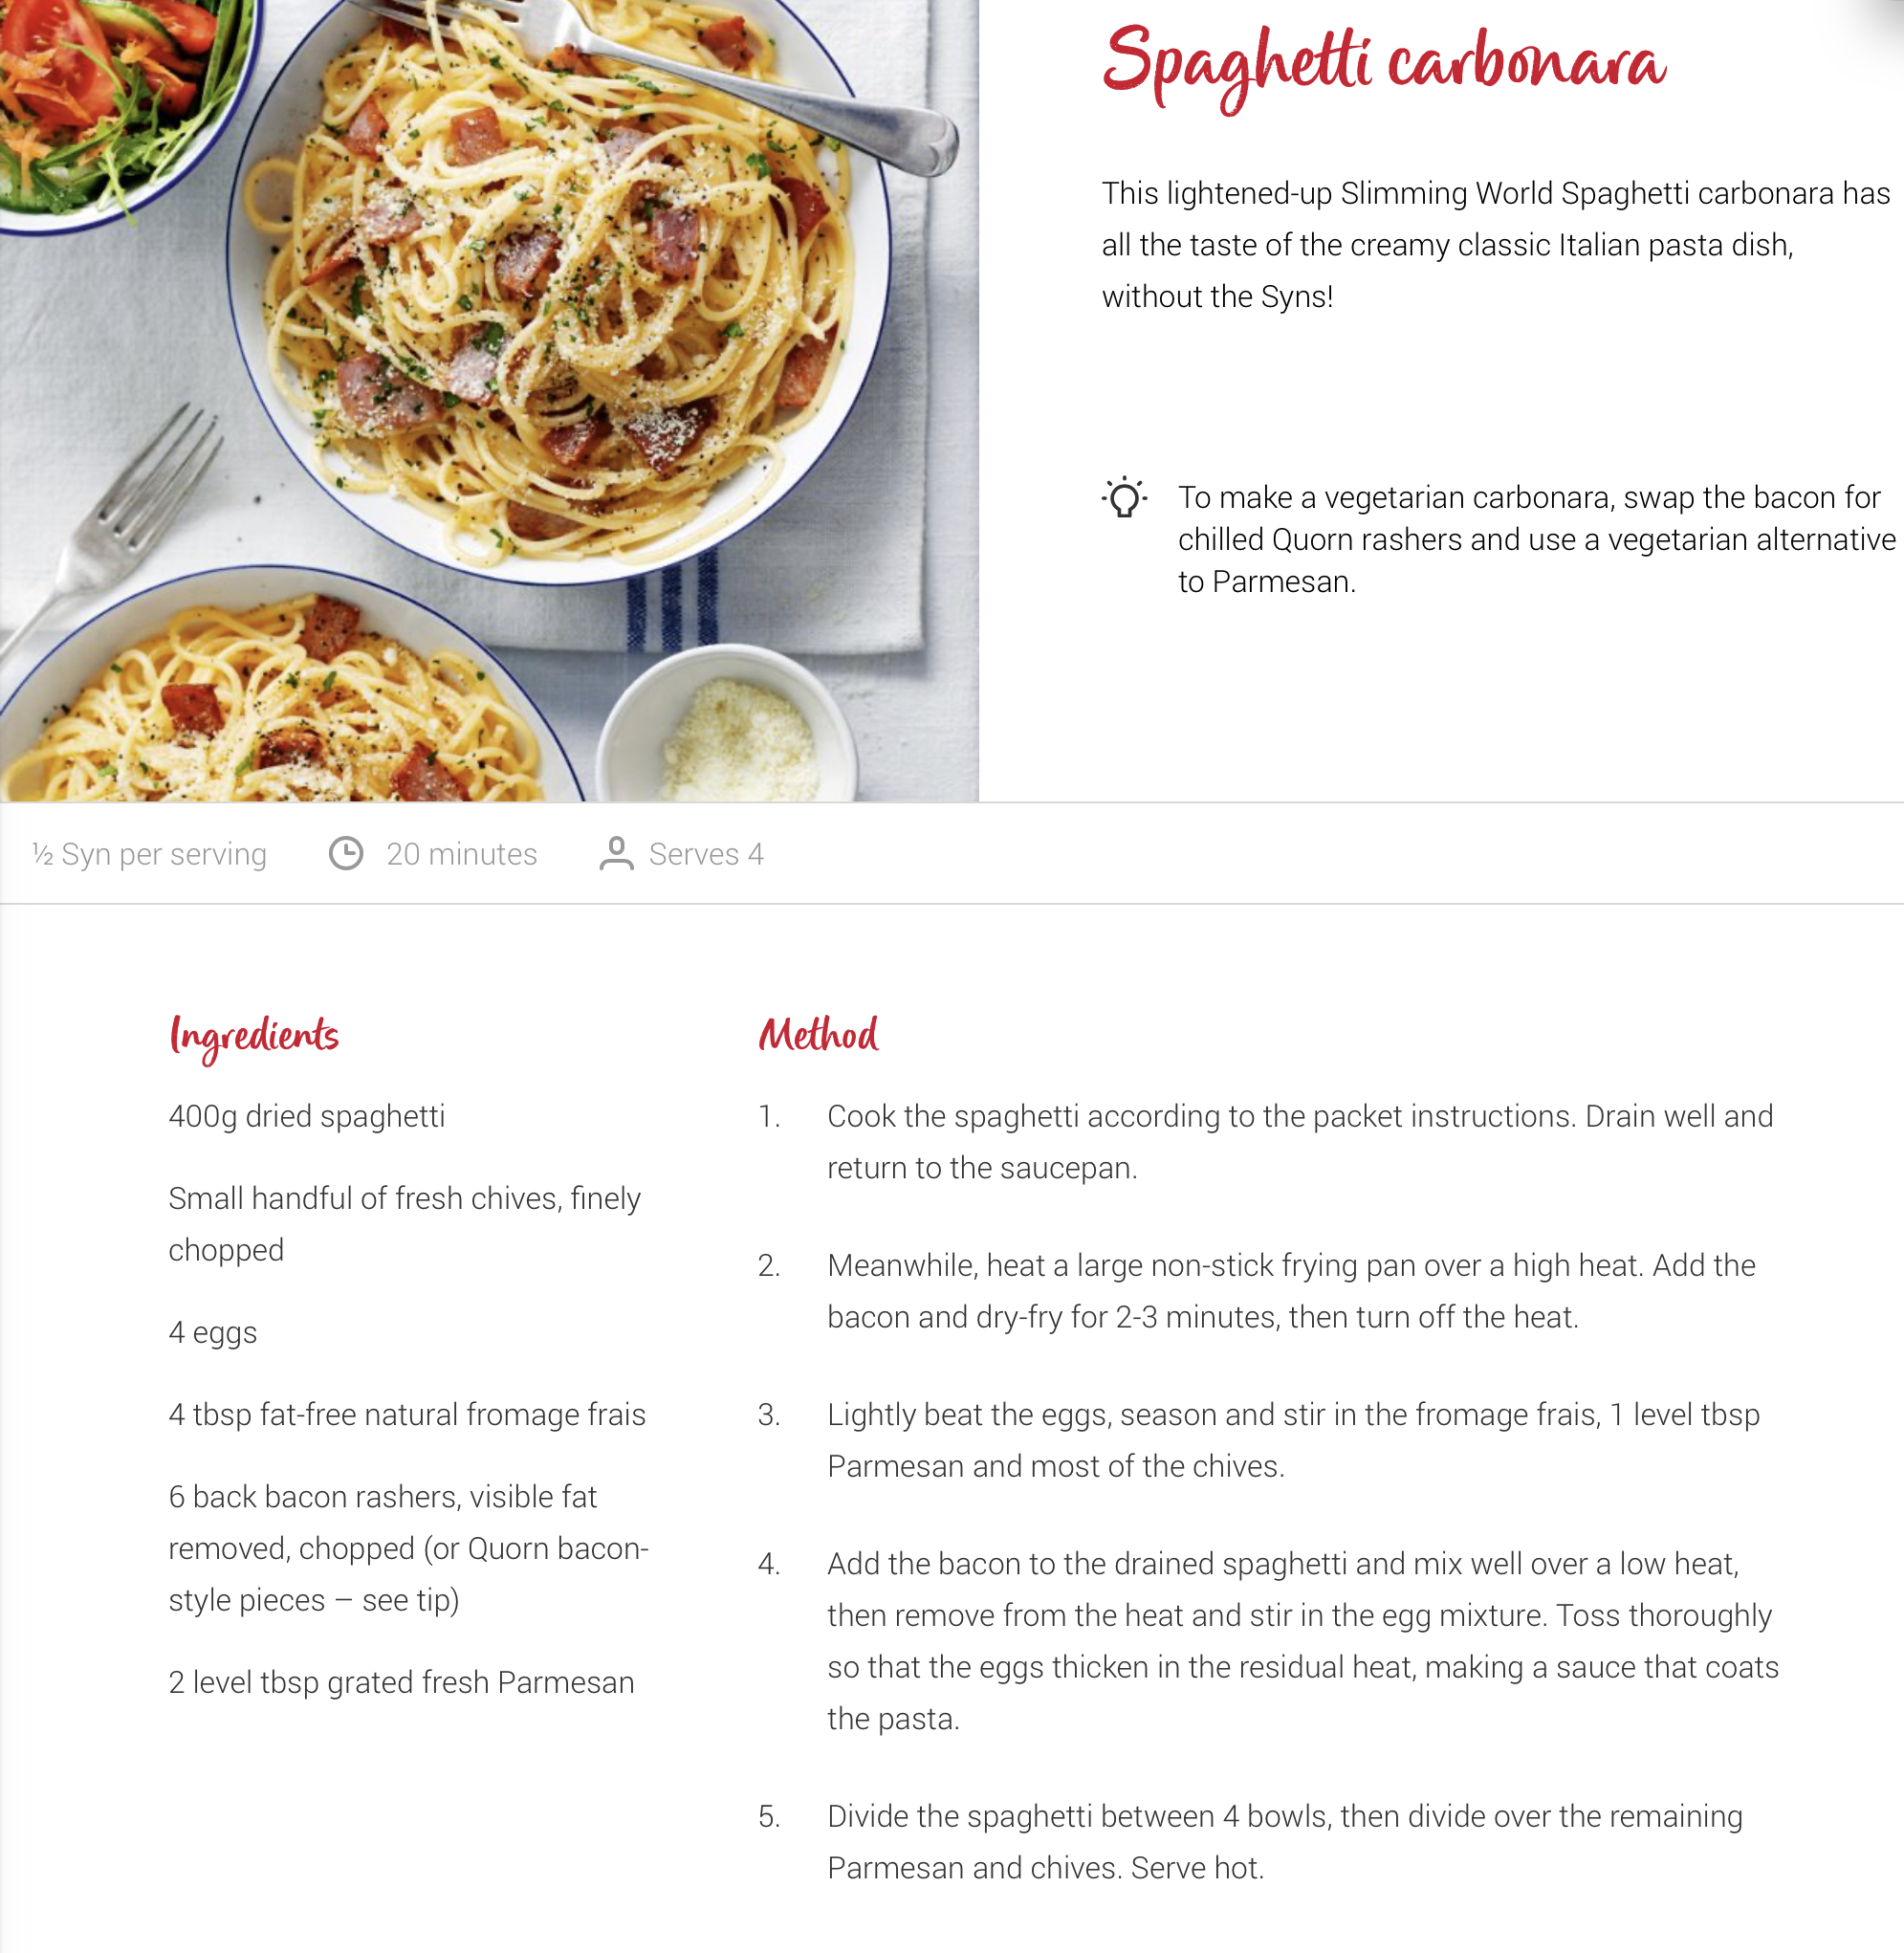 Spaghetti carbonara
This lightened-up Slimming World Spaghetti carbonara has
all the taste of the creamy classic Italian pasta dish,
without the Syns!
To make a vegetarian carbonara, swap the bacon for
chilled Quorn rashers and use a vegetarian alternative
to Parmesan.
½ Syn per serving
20 minutes
Serves 4
Ingredients
400g dried spaghetti
Small handful of fresh chives, finely
chopped
4 eggs
4 tbsp fat-free natural fromage frais
6 back bacon rashers, visible fat
removed, chopped (or Quorn bacon-
style pieces – see tip)
2 level tbsp grated fresh Parmesan
Method
1. Cook the spaghetti according to the packet instructions. Drain well and
return to the saucepan.
2. Meanwhile, heat a large non-stick frying pan over a high heat. Add the
bacon and dry-fry for 2-3 minutes, then turn off the heat.
3. Lightly beat the eggs, season and stir in the fromage frais, 1 level tbsp
Parmesan and most of the chives.
4. Add the bacon to the drained spaghetti and mix well over a low heat,
then remove from the heat and stir in the egg mixture. Toss thoroughly
so that the eggs thicken in the residual heat, making a sauce that coats
the pasta.
5. Divide the spaghetti between 4 bowls, then divide over the remaining
Parmesan and chives. Serve hot.